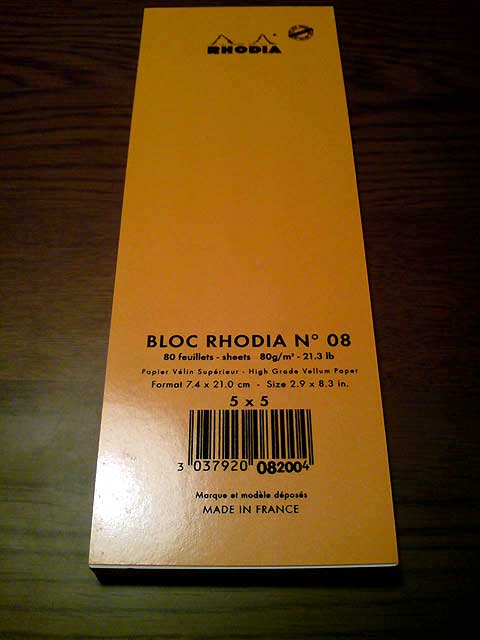 RHODIA
BLOC RHODIA N° 08
80 feuillets - sheets 80g/m² - 21.3 lb
Papier Vélin Supérieur - High Grade Vellum Paper
Format 7.4 x 21.0 cm - Size 2.9 x 8.3 in.
5 x 5
3 037920 082004
Marque et modèle déposés
MADE IN FRANCE